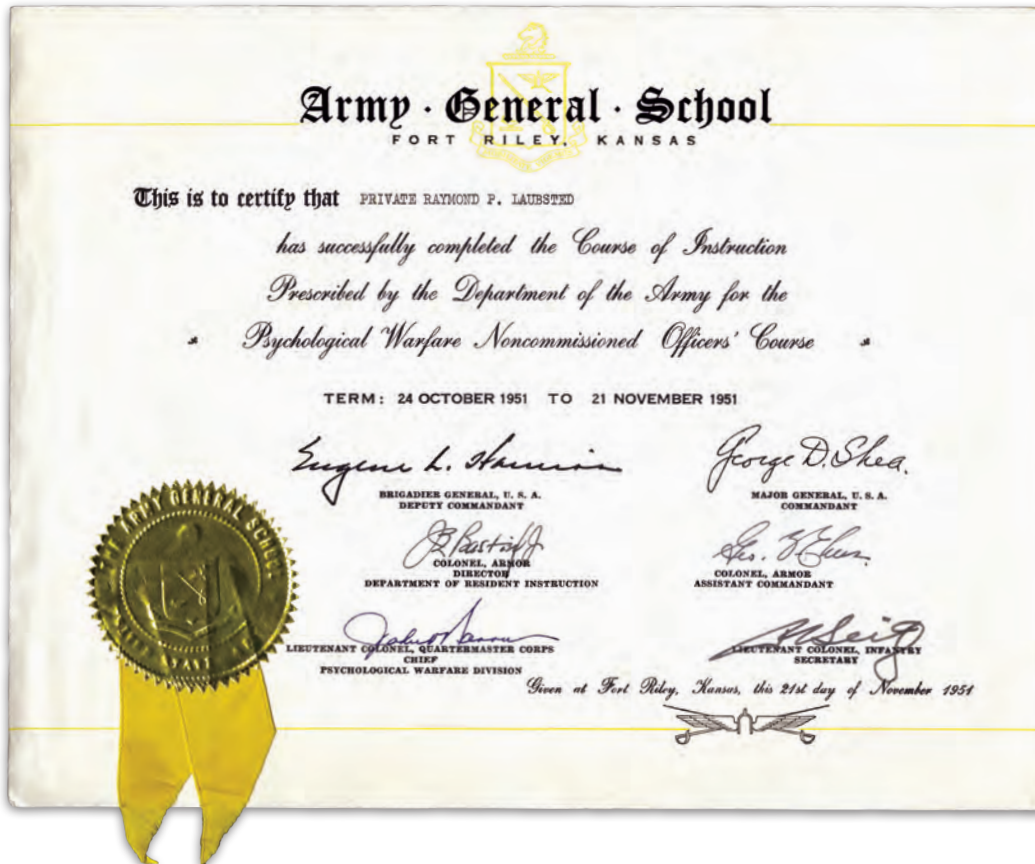 Army · General · School
FORT RILEY, KANSAS
This is to certify that PRIVATE RAYMOND P. LAUBSTED
has successfully completed the Course of Instruction
Prescribed by the Department of the Army for the
Psychological Warfare Noncommissioned Officers' Course
TERM: 24 OCTOBER 1951 TO 21 NOVEMBER 1951
Eugene L. Harrison
BRIGADIER GENERAL, U. S. A.
DEPUTY COMMANDANT
George D. Shea.
MAJOR GENERAL, U. S. A.
COMMANDANT
COLONEL, ARMOR
DIRECTOR
DEPARTMENT OF RESIDENT INSTRUCTION
COLONEL, ARMOR
ASSISTANT COMMANDANT
LIEUTENANT COLONEL, QUARTERMASTER CORPS
CHIEF
PSYCHOLOGICAL WARFARE DIVISION
LIEUTENANT COLONEL, INFANTRY
SECRETARY
Given at Fort Riley, Kansas, this 21st day of November 1951
THE ARMY GENERAL SCHOOL